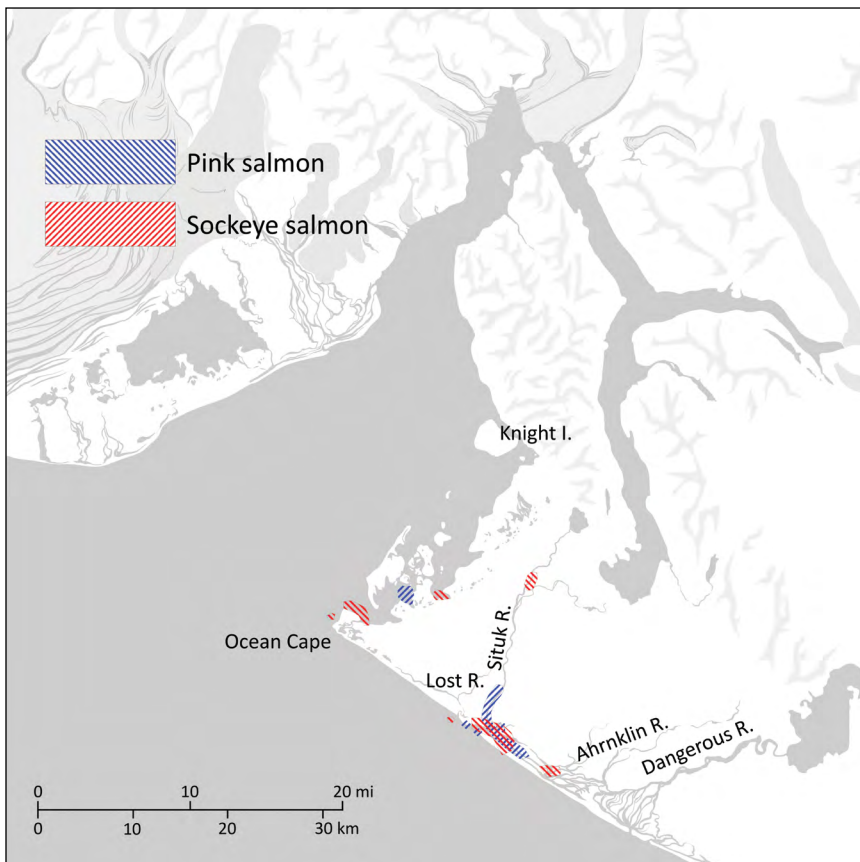 Pink salmon
Sockeye salmon
Knight I.
Ocean Cape
Situk R.
Lost R.
Ahrnklin R.
Dangerous R.
0 10 20 mi
0 10 20 30 km